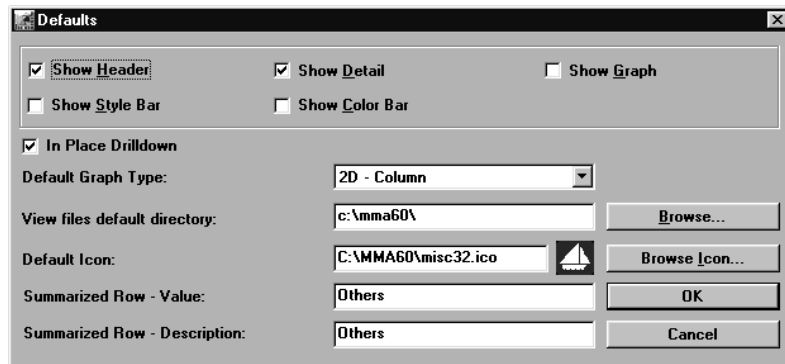 Defaults
Show Header Show Detail Show Graph
Show Style Bar Show Color Bar
In Place Drilldown
Default Graph Type: 2D - Column
View files default directory: c:\mma60\ Browse...
Default Icon: C:\MMA60\misc32.ico Browse Icon...
Summarized Row - Value: Others OK
Summarized Row - Description: Others Cancel